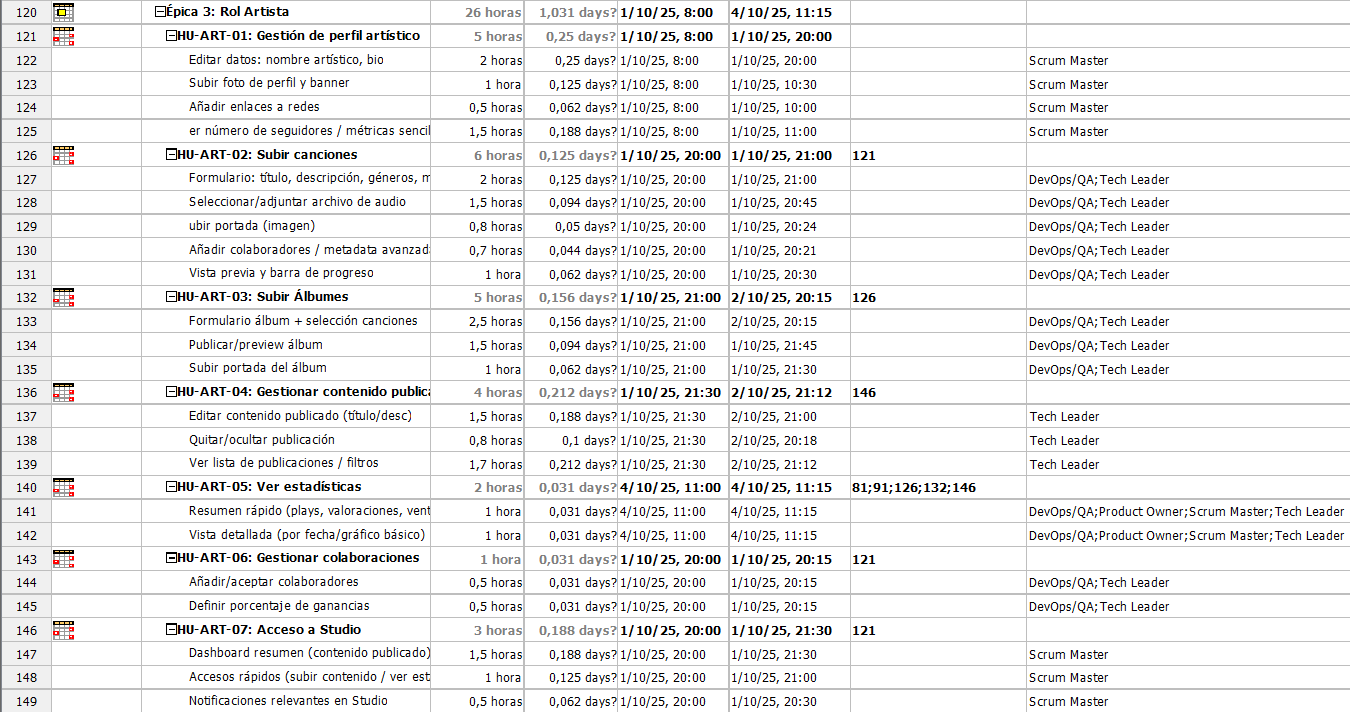 120 Épica 3: Rol Artista 26 horas 1,031 days? 1/10/25, 8:00 4/10/25, 11:15
121 HU-ART-01: Gestión de perfil artístico 5 horas 0,25 days? 1/10/25, 8:00 1/10/25, 20:00
122 Editar datos: nombre artístico, bio 2 horas 0,25 days? 1/10/25, 8:00 1/10/25, 20:00 Scrum Master
123 Subir foto de perfil y banner 1 hora 0,125 days? 1/10/25, 8:00 1/10/25, 10:30 Scrum Master
124 Añadir enlaces a redes 0,5 horas 0,062 days? 1/10/25, 8:00 1/10/25, 10:00 Scrum Master
125 er número de seguidores / métricas sencil 1,5 horas 0,188 days? 1/10/25, 8:00 1/10/25, 11:00 Scrum Master
126 HU-ART-02: Subir canciones 6 horas 0,125 days? 1/10/25, 20:00 1/10/25, 21:00 121
127 Formulario: título, descripción, géneros, m 2 horas 0,125 days? 1/10/25, 20:00 1/10/25, 21:00 DevOps/QA;Tech Leader
128 Seleccionar/adjuntar archivo de audio 1,5 horas 0,094 days? 1/10/25, 20:00 1/10/25, 20:45 DevOps/QA;Tech Leader
129 ubir portada (imagen) 0,8 horas 0,05 days? 1/10/25, 20:00 1/10/25, 20:24 DevOps/QA;Tech Leader
130 Añadir colaboradores / metadata avanzada 0,7 horas 0,044 days? 1/10/25, 20:00 1/10/25, 20:21 DevOps/QA;Tech Leader
131 Vista previa y barra de progreso 1 hora 0,062 days? 1/10/25, 20:00 1/10/25, 20:30 DevOps/QA;Tech Leader
132 HU-ART-03: Subir Álbumes 5 horas 0,156 days? 1/10/25, 21:00 2/10/25, 20:15 126
133 Formulario álbum + selección canciones 2,5 horas 0,156 days? 1/10/25, 21:00 2/10/25, 20:15 DevOps/QA;Tech Leader
134 Publicar/preview álbum 1,5 horas 0,094 days? 1/10/25, 21:00 1/10/25, 21:45 DevOps/QA;Tech Leader
135 Subir portada del álbum 1 hora 0,062 days? 1/10/25, 21:00 1/10/25, 21:30 DevOps/QA;Tech Leader
136 HU-ART-04: Gestionar contenido publica 4 horas 0,212 days? 1/10/25, 21:30 2/10/25, 21:12 146
137 Editar contenido publicado (título/desc) 1,5 horas 0,188 days? 1/10/25, 21:30 2/10/25, 21:00 Tech Leader
138 Quitar/ocultar publicación 0,8 horas 0,1 days? 1/10/25, 21:30 2/10/25, 20:18 Tech Leader
139 Ver lista de publicaciones / filtros 1,7 horas 0,212 days? 1/10/25, 21:30 2/10/25, 21:12 Tech Leader
140 HU-ART-05: Ver estadísticas 2 horas 0,031 days? 4/10/25, 11:00 4/10/25, 11:15 81;91;126;132;146
141 Resumen rápido (plays, valoraciones, vent 1 hora 0,031 days? 4/10/25, 11:00 4/10/25, 11:15 DevOps/QA;Product Owner;Scrum Master;Tech Leader
142 Vista detallada (por fecha/gráfico básico) 1 hora 0,031 days? 4/10/25, 11:00 4/10/25, 11:15 DevOps/QA;Product Owner;Scrum Master;Tech Leader
143 HU-ART-06: Gestionar colaboraciones 1 hora 0,031 days? 1/10/25, 20:00 1/10/25, 20:15 121
144 Añadir/aceptar colaboradores 0,5 horas 0,031 days? 1/10/25, 20:00 1/10/25, 20:15 DevOps/QA;Tech Leader
145 Definir porcentaje de ganancias 0,5 horas 0,031 days? 1/10/25, 20:00 1/10/25, 20:15 DevOps/QA;Tech Leader
146 HU-ART-07: Acceso a Studio 3 horas 0,188 days? 1/10/25, 20:00 1/10/25, 21:30 121
147 Dashboard resumen (contenido publicado) 1,5 horas 0,188 days? 1/10/25, 20:00 1/10/25, 21:30 Scrum Master
148 Accesos rápidos (subir contenido / ver est 1 hora 0,125 days? 1/10/25, 20:00 1/10/25, 21:00 Scrum Master
149 Notificaciones relevantes en Studio 0,5 horas 0,062 days? 1/10/25, 20:00 1/10/25, 20:30 Scrum Master